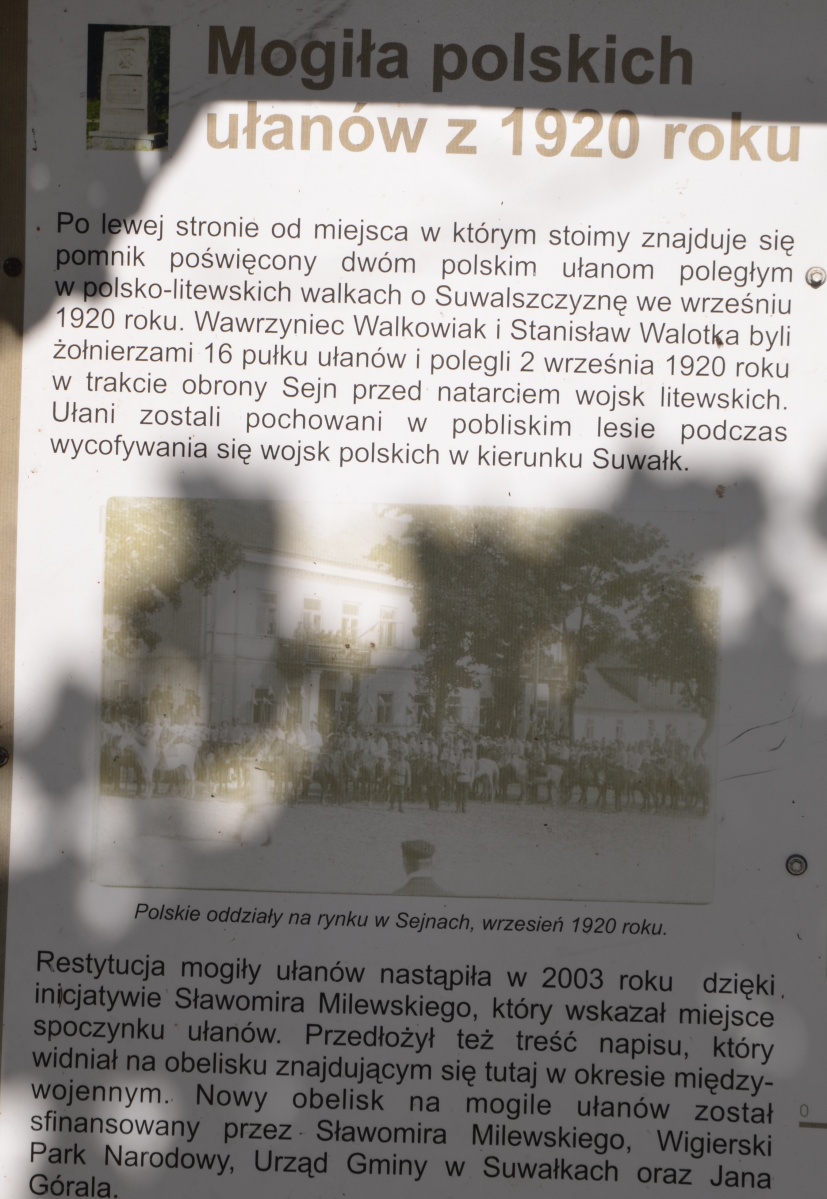 Mogiła polskich
ułanów z 1920 roku
Po lewej stronie od miejsca w którym stoimy znajduje się
pomnik poświęcony dwóm polskim ułanom poległym
w polsko-litewskich walkach o Suwalszczyznę we wrześniu
1920 roku. Wawrzyniec Walkowiak i Stanisław Walotka byli
żołnierzami 16 pułku ułanów i polegli 2 września 1920 roku
w trakcie obrony Sejn przed natarciem wojsk litewskich.
Ułani zostali pochowani w pobliskim lesie podczas
wycofywania się wojsk polskich w kierunku Suwałk.
Polskie oddziały na rynku w Sejnach, wrzesień 1920 roku.
Restytucja mogiły ułanów nastąpiła w 2003 roku dzięki
inicjatywie Sławomira Milewskiego, który wskazał miejsce
spoczynku ułanów. Przedłożył też treść napisu, który
widniał na obelisku znajdującym się tutaj w okresie między-
wojennym. Nowy obelisk na mogile ułanów został
sfinansowany przez Sławomira Milewskiego, Wigierski
Park Narodowy, Urząd Gminy w Suwałkach oraz Jana
Górala.
0